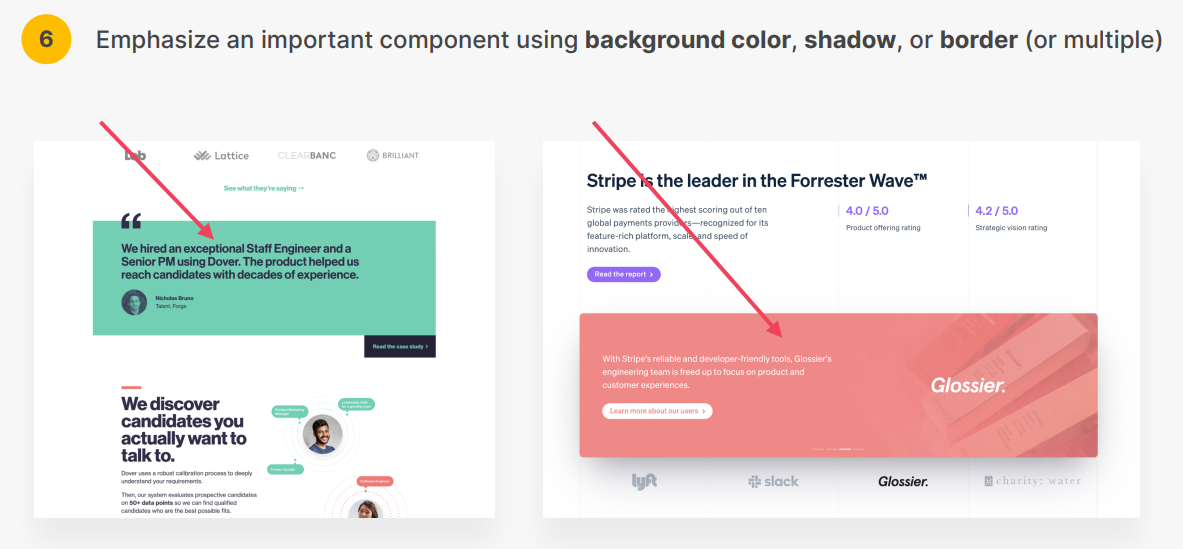 6
Emphasize an important component using background color, shadow, or border (or multiple)
Lob
Lattice
CLEARBANC
BRILLIANT
See what they're saying →
“
We hired an exceptional Staff Engineer and a
Senior PM using Dover. The product helped us
reach candidates with decades of experience.
Nicholas Bruno
Talent, Forge
Read the case study ›
We discover
candidates you
actually want to
talk to.
Dover uses a robust calibration process to deeply
understand your requirements.
Then, our system evaluates prospective candidates
on 50+ data points so we can find qualified
candidates who are the best possible fits.
Product Marketing
Manager
Leadership skills
for a growing team
Software Engineer
Stripe is the leader in the Forrester Wave™
Stripe was rated the highest scoring out of ten
global payments providers—recognized for its
feature-rich platform, scale, and speed of
innovation.
Read the report ›
4.0 / 5.0
Product offering rating
4.2 / 5.0
Strategic vision rating
With Stripe's reliable and developer-friendly tools, Glossier's
engineering team is freed up to focus on product and
customer experiences.
Learn more about our users ›
Glossier.
lyft
slack
Glossier.
charity: water